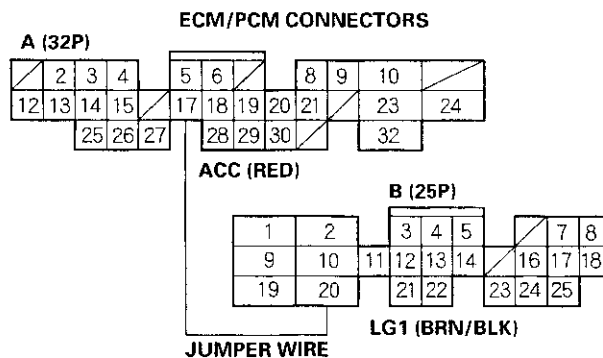 ECM/PCM CONNECTORS
A (32P)
2 3 4 5 6 8 9 10
12 13 14 15 17 18 19 20 21 23 24
25 26 27 28 29 30 32
ACC (RED)
B (25P)
1 2 3 4 5 7 8
9 10 11 12 13 14 16 17 18
19 20 21 22 23 24 25
LG1 (BRN/BLK)
JUMPER WIRE